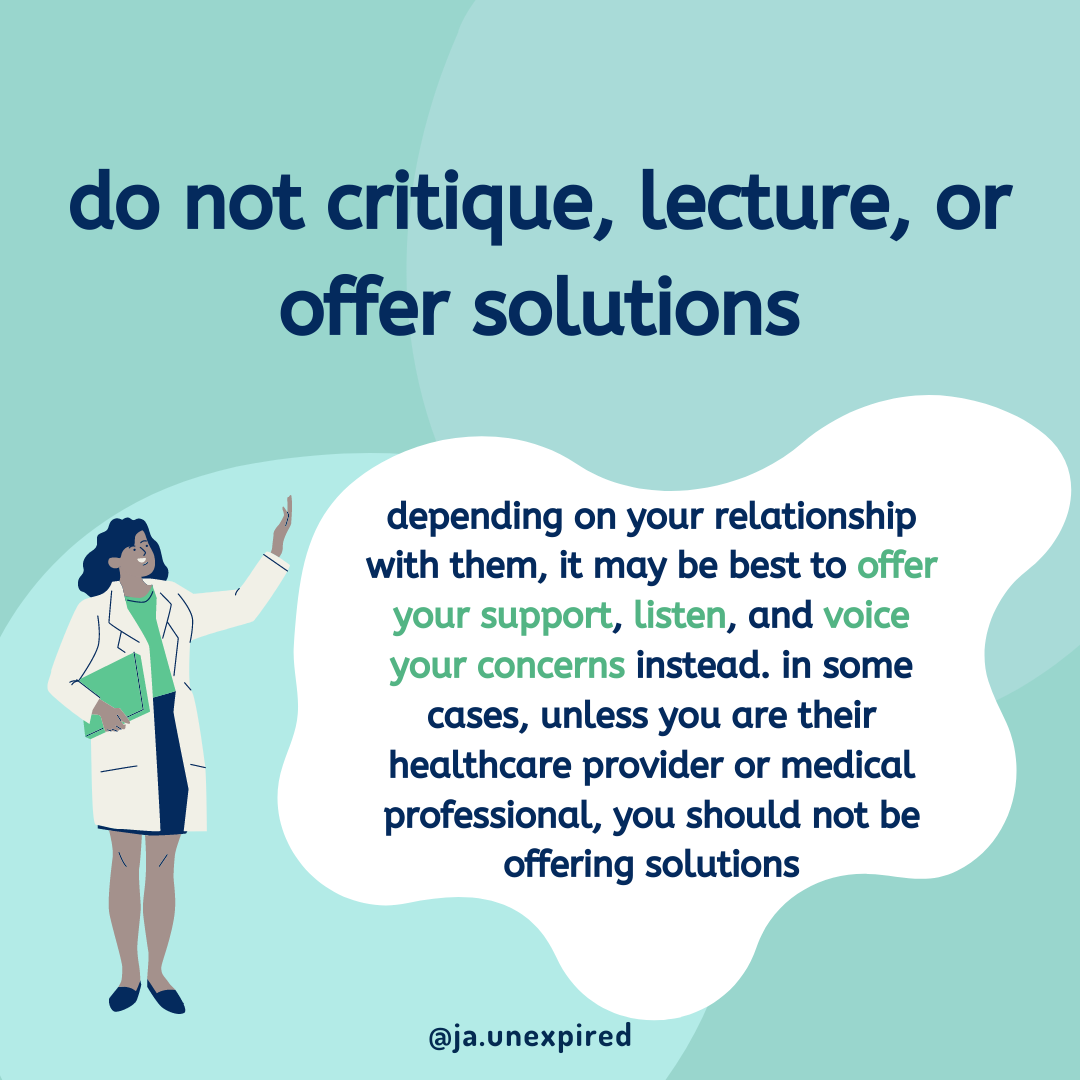 do not critique, lecture, or
offer solutions
depending on your relationship
with them, it may be best to offer
your support, listen, and voice
your concerns instead. in some
cases, unless you are their
healthcare provider or medical
professional, you should not be
offering solutions
@ja.unexpired